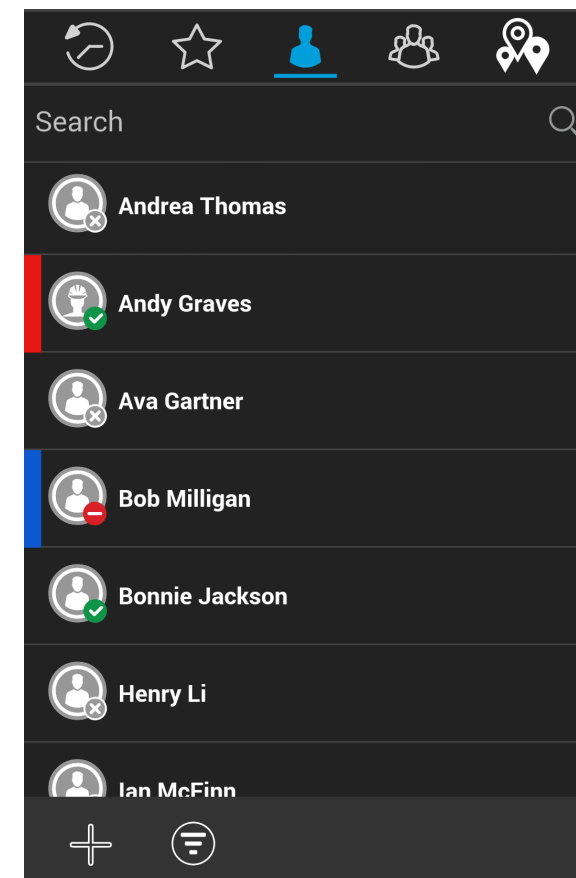 Search
Andrea Thomas
Andy Graves
Ava Gartner
Bob Milligan
Bonnie Jackson
Henry Li
Ian McFinn